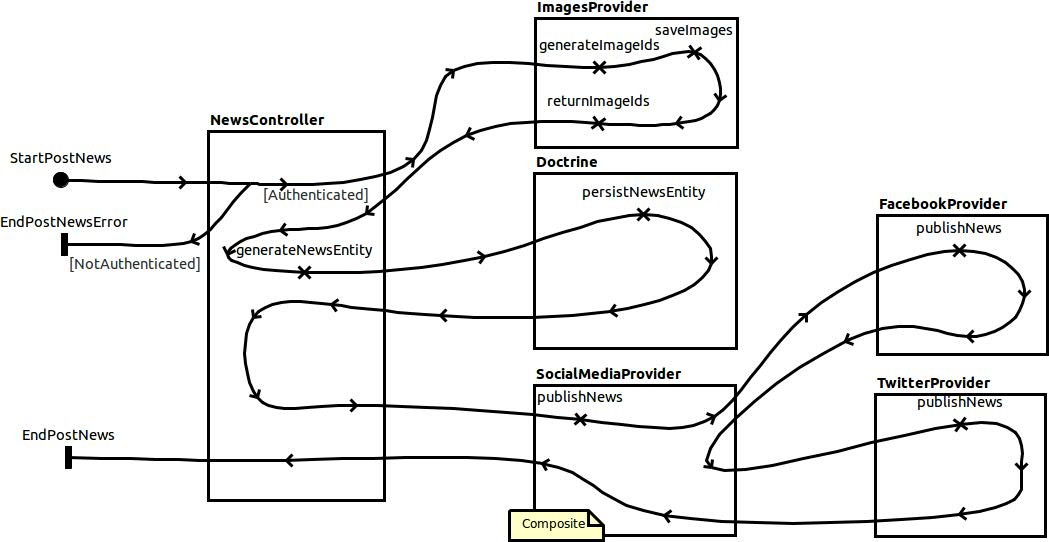 ImagesProvider
saveImages
generateImageIds
returnImageIds
NewsController
StartPostNews
[Authenticated]
EndPostNewsError
[NotAuthenticated]
generateNewsEntity
Doctrine
persistNewsEntity
FacebookProvider
publishNews
SocialMediaProvider
publishNews
TwitterProvider
publishNews
EndPostNews
Composite